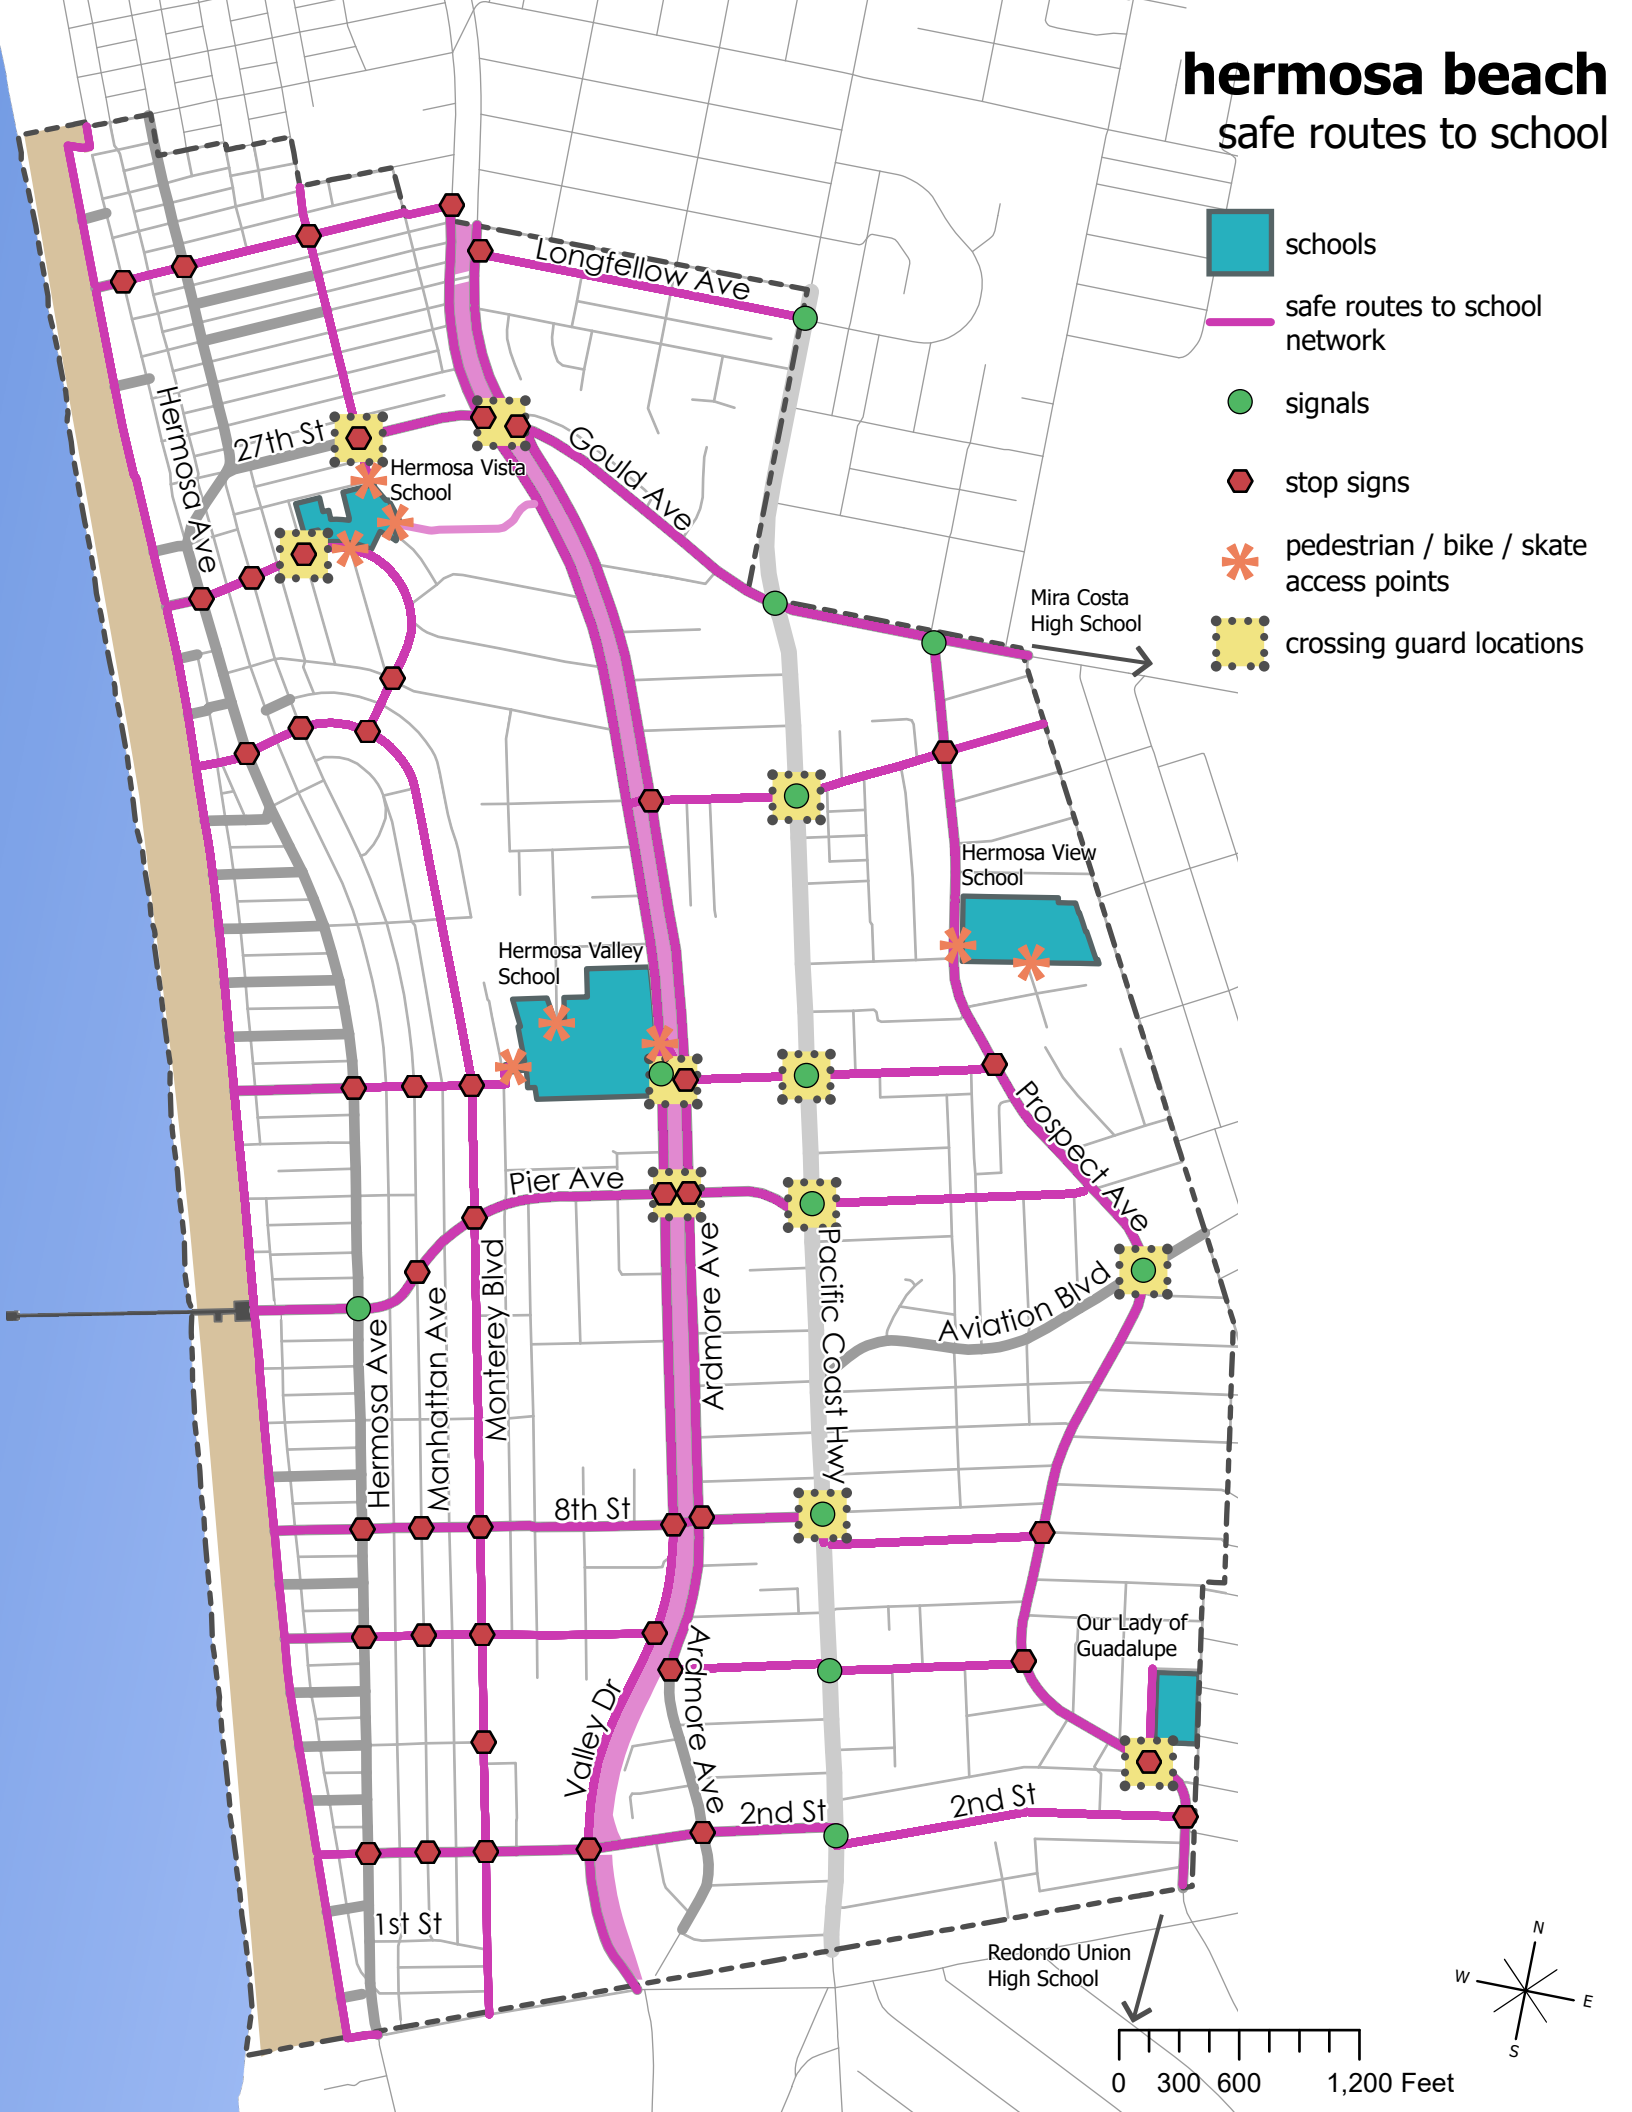 hermosa beach
safe routes to school
schools
safe routes to school
network
signals
stop signs
pedestrian / bike / skate
access points
crossing guard locations
Longfellow Ave
Hermosa Ave
27th St
Gould Ave
Hermosa Vista
School
Mira Costa
High School
Hermosa View
School
Hermosa Valley
School
Prospect Ave
Pier Ave
Ardmore Ave
Pacific Coast Hwy
Aviation Blvd
Hermosa Ave
Manhattan Ave
Monterey Blvd
8th St
Our Lady of
Guadalupe
Valley Dr
Ardmore Ave
2nd St
2nd St
1st St
Redondo Union
High School
N
W
E
S
0 300 600 1,200 Feet